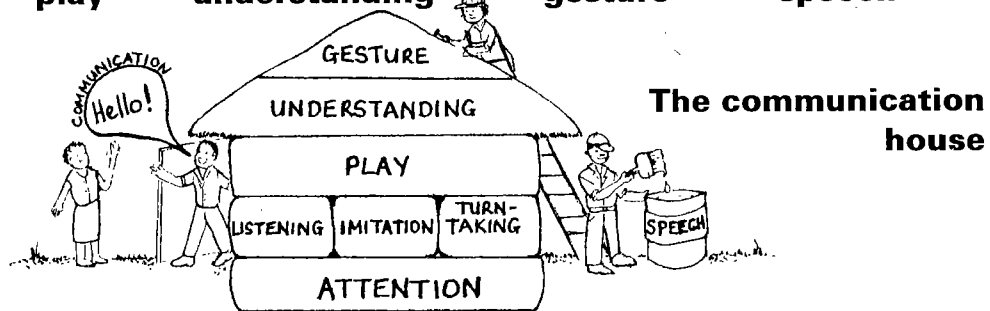 play understanding gesture speech
GESTURE
COMMUNICATION
Hello!
UNDERSTANDING
The communication
house
PLAY
LISTENING IMITATION TURN-
TAKING
SPEECH
ATTENTION